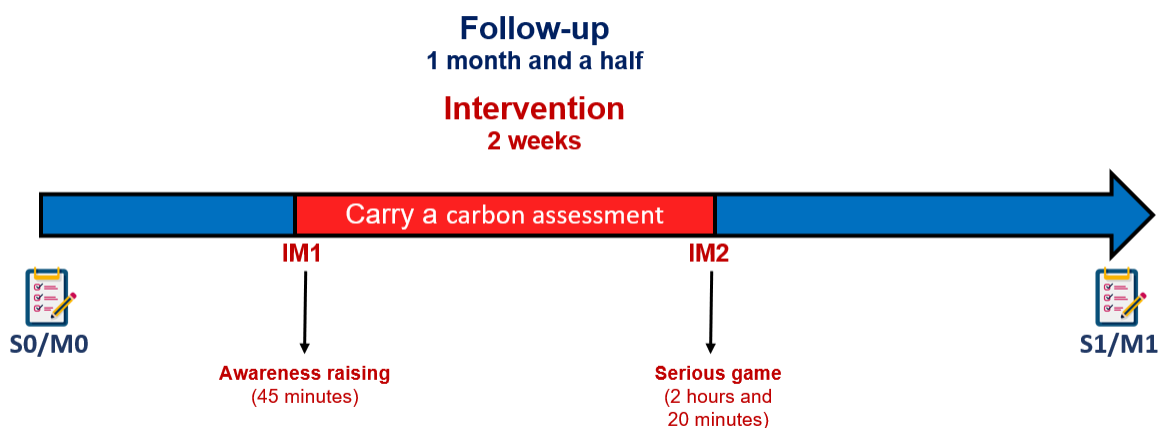 Follow-up
1 month and a half
Intervention
2 weeks
Carry a carbon assessment
IM1
IM2
S0/M0
S1/M1
Awareness raising
(45 minutes)
Serious game
(2 hours and
20 minutes)